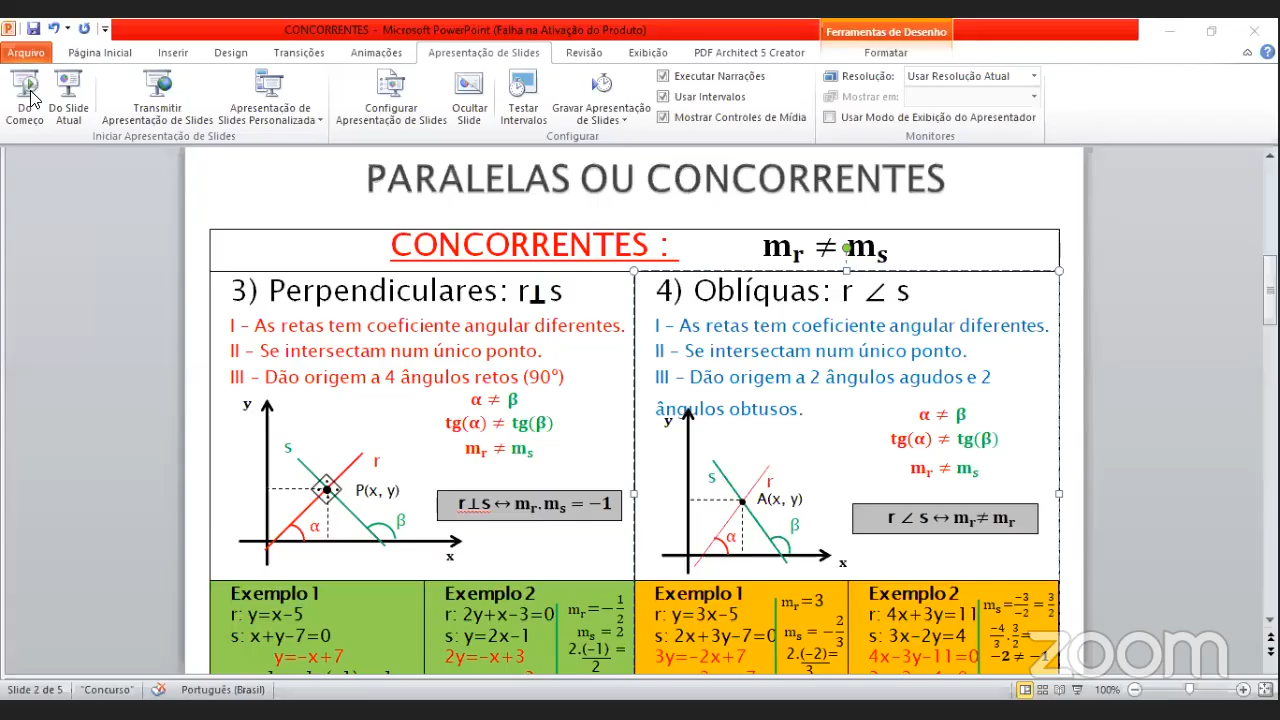 CONCORRENTES - Microsoft PowerPoint (Falha na Ativação do Produto)
Ferramentas de Desenho
Arquivo Página Inicial Inserir Design Transições Animações Apresentação de Slides Revisão Exibição PDF Architect 5 Creator Formatar
Do Começo
Do Slide Atual
Transmitir Apresentação de Slides
Apresentação de Slides Personalizada
Configurar Apresentação de Slides
Ocultar Slide
Testar Intervalos
Gravar Apresentação de Slides
Executar Narrações
Usar Intervalos
Mostrar Controles de Mídia
Resolução: Usar Resolução Atual
Mostrar em:
Usar Modo de Exibição do Apresentador
Iniciar Apresentação de Slides
Configurar
Monitores
PARALELAS OU CONCORRENTES
CONCORRENTES : mr ≠ ms
3) Perpendiculares: r⊥s
I – As retas tem coeficiente angular diferentes.
II – Se intersectam num único ponto.
III – Dão origem a 4 ângulos retos (90º)
α ≠ β
tg(α) ≠ tg(β)
mr ≠ ms
y
s
r
P(x, y)
α
β
x
r⊥s ↔ mr.ms = −1
4) Oblíquas: r ∠ s
I – As retas tem coeficiente angular diferentes.
II – Se intersectam num único ponto.
III – Dão origem a 2 ângulos agudos e 2
ângulos obtusos.
α ≠ β
tg(α) ≠ tg(β)
mr ≠ ms
y
s
r
A(x, y)
α
β
x
r ∠ s ↔ mr≠ mr
Exemplo 1
r: y=x-5
s: x+y-7=0
y=-x+7
Exemplo 2
r: 2y+x-3=0
s: y=2x-1
2y=-x+3
mr=−1/2
ms = 2
2.(−1)/2 =
Exemplo 1
r: y=3x-5
s: 2x+3y-7=0
3y=-2x+7
mr=3
ms = −2/3
2.(−2)/3=
Exemplo 2
r: 4x+3y=11
s: 3x-2y=4
4x-3y-11=0
ms=−3/−2 = 3/2
−4/3.3/2=
−2 ≠ −1
zoom
Slide 2 de 5 "Concurso" Português (Brasil) 100%